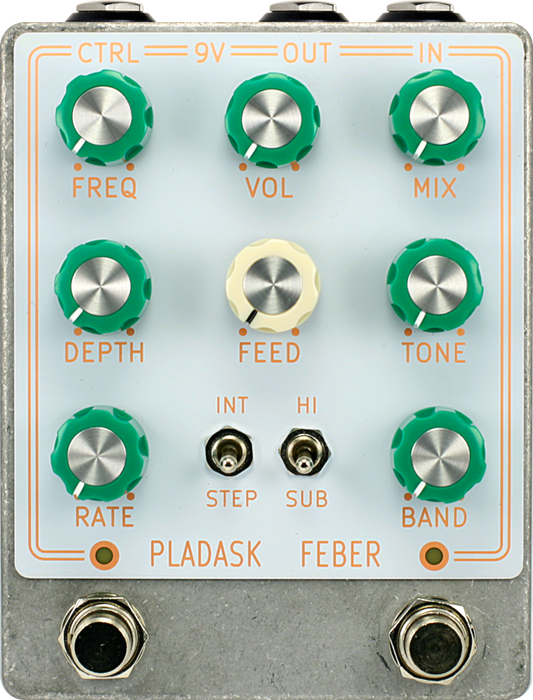 CTRL 9V OUT IN
FREQ VOL MIX
DEPTH FEED TONE
INT HI
STEP SUB
RATE BAND
PLADASK FEBER